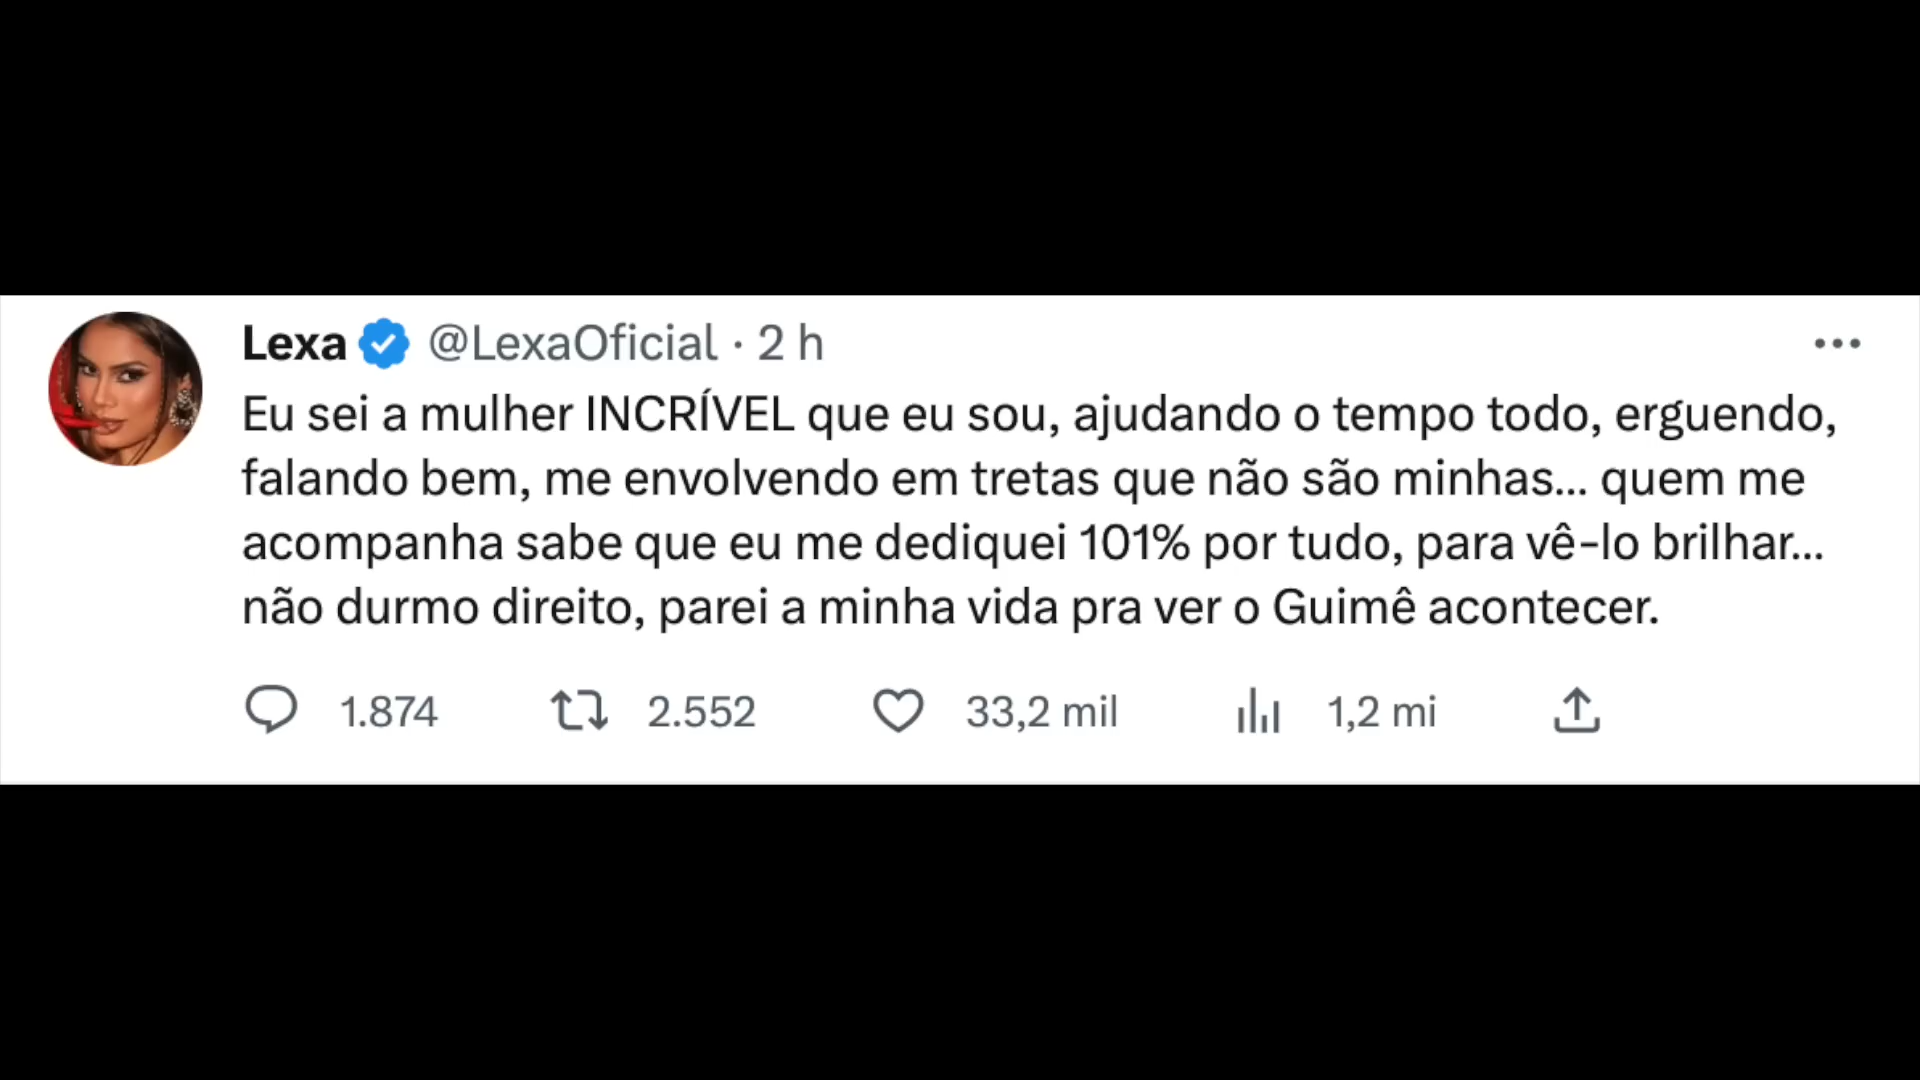 Lexa @LexaOficial · 2 h
Eu sei a mulher INCRÍVEL que eu sou, ajudando o tempo todo, erguendo,
falando bem, me envolvendo em tretas que não são minhas... quem me
acompanha sabe que eu me dediquei 101% por tudo, para vê-lo brilhar...
não durmo direito, parei a minha vida pra ver o Guimê acontecer.
1.874 2.552 33,2 mil 1,2 mi